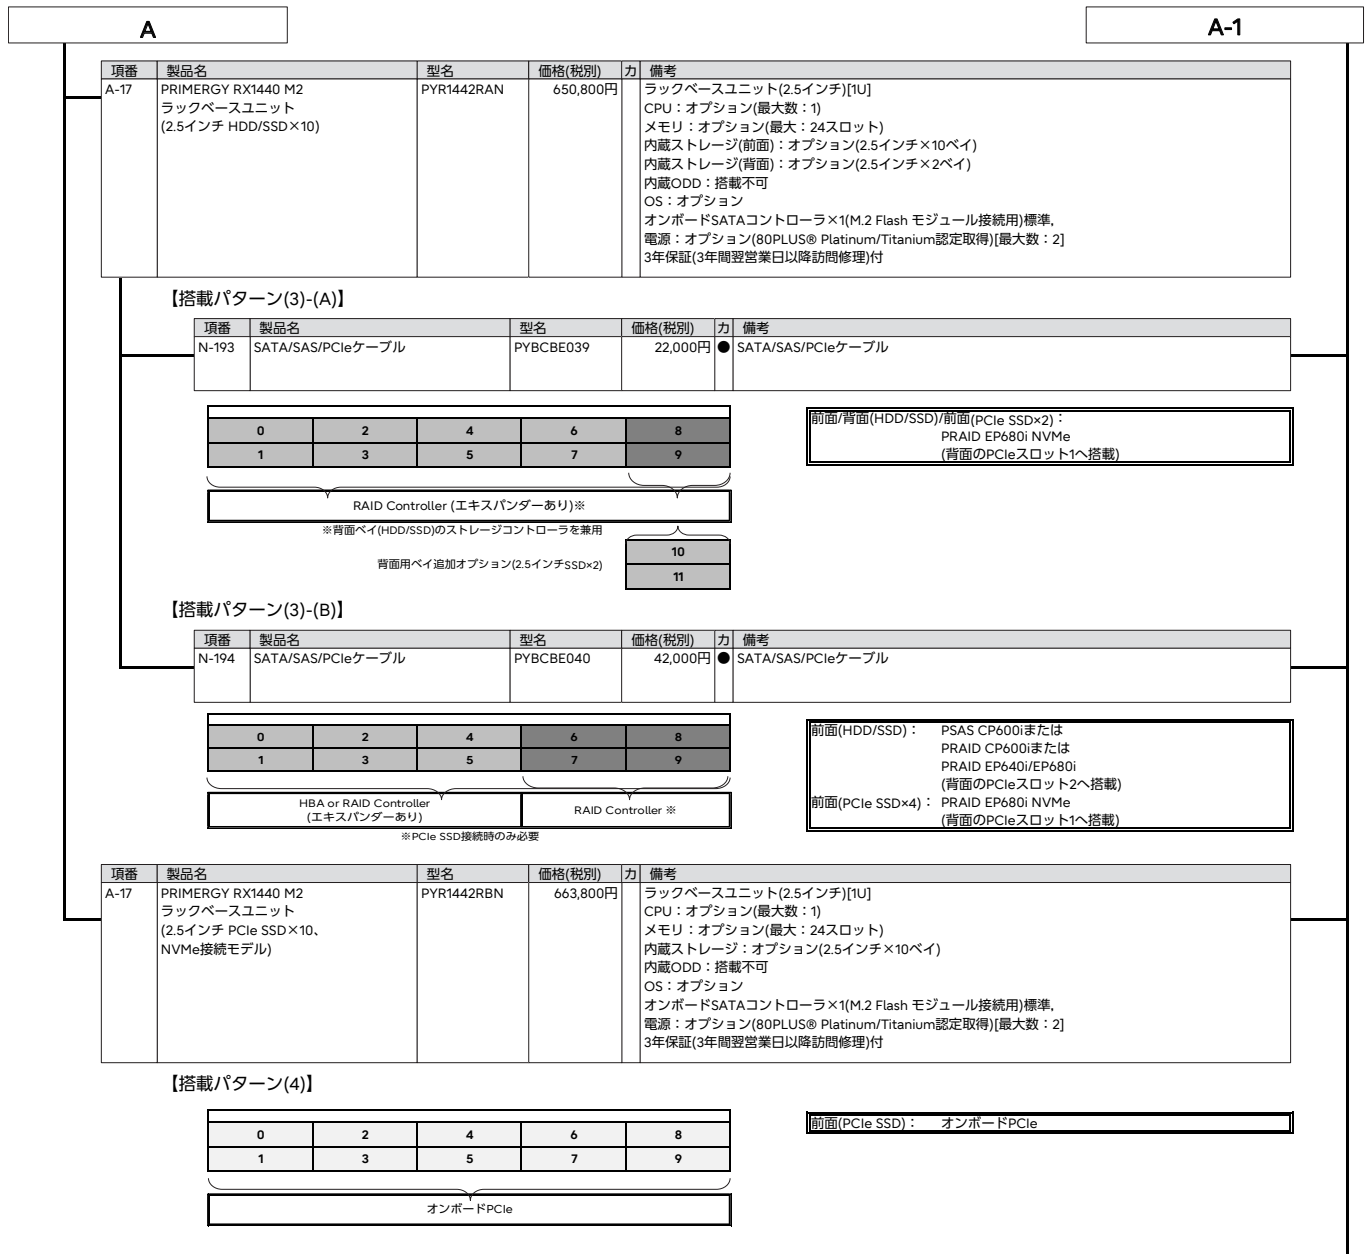 A
A-1
項番 製品名 型名 価格(税別) カ 備考
A-17 PRIMERGY RX1440 M2 PYR1442RAN 650,800円 ラックベースユニット(2.5インチ)[1U]
ラックベースユニット CPU：オプション(最大数：1)
(2.5インチ HDD/SSD×10) メモリ：オプション(最大：24スロット)
内蔵ストレージ(前面)：オプション(2.5インチ×10ベイ)
内蔵ストレージ(背面)：オプション(2.5インチ×2ベイ)
内蔵ODD：搭載不可
OS：オプション
オンボードSATAコントローラ×1(M.2 Flash モジュール接続用)標準,
電源：オプション(80PLUS® Platinum/Titanium認定取得)[最大数：2]
3年保証(3年間翌営業日以降訪問修理)付
【搭載パターン(3)-(A)】
項番 製品名 型名 価格(税別) カ 備考
N-193 SATA/SAS/PCIeケーブル PYBCBE039 22,000円 ● SATA/SAS/PCIeケーブル
0 2 4 6 8
1 3 5 7 9
前面/背面(HDD/SSD)/前面(PCIe SSD×2)：
PRAID EP680i NVMe
(背面のPCIeスロット1へ搭載)
RAID Controller (エキスパンダーあり)※
※背面ベイ(HDD/SSD)のストレージコントローラを兼用
背面用ベイ追加オプション(2.5インチSSD×2)
10
11
【搭載パターン(3)-(B)】
項番 製品名 型名 価格(税別) カ 備考
N-194 SATA/SAS/PCIeケーブル PYBCBE040 42,000円 ● SATA/SAS/PCIeケーブル
0 2 4 6 8
1 3 5 7 9
HBA or RAID Controller
(エキスパンダーあり)
RAID Controller ※
※PCIe SSD接続時のみ必要
前面(HDD/SSD)： PSAS CP600iまたは
PRAID CP600iまたは
PRAID EP640i/EP680i
(背面のPCIeスロット2へ搭載)
前面(PCIe SSD×4)： PRAID EP680i NVMe
(背面のPCIeスロット1へ搭載)
項番 製品名 型名 価格(税別) カ 備考
A-17 PRIMERGY RX1440 M2 PYR1442RBN 663,800円 ラックベースユニット(2.5インチ)[1U]
ラックベースユニット CPU：オプション(最大数：1)
(2.5インチ PCIe SSD×10、 メモリ：オプション(最大：24スロット)
NVMe接続モデル) 内蔵ストレージ：オプション(2.5インチ×10ベイ)
内蔵ODD：搭載不可
OS：オプション
オンボードSATAコントローラ×1(M.2 Flash モジュール接続用)標準,
電源：オプション(80PLUS® Platinum/Titanium認定取得)[最大数：2]
3年保証(3年間翌営業日以降訪問修理)付
【搭載パターン(4)】
0 2 4 6 8
1 3 5 7 9
オンボードPCIe
前面(PCIe SSD)： オンボードPCIe